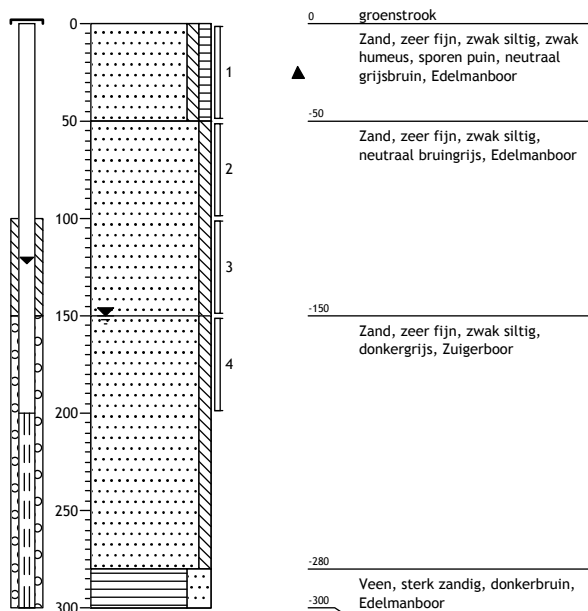 0
50
100
150
200
250
300
1
2
3
4
0
groenstrook
Zand, zeer fijn, zwak siltig, zwak
humeus, sporen puin, neutraal
grijsbruin, Edelmanboor
-50
Zand, zeer fijn, zwak siltig,
neutraal bruingrijs, Edelmanboor
-150
Zand, zeer fijn, zwak siltig,
donkergrijs, Zuigerboor
-280
Veen, sterk zandig, donkerbruin,
Edelmanboor
-300